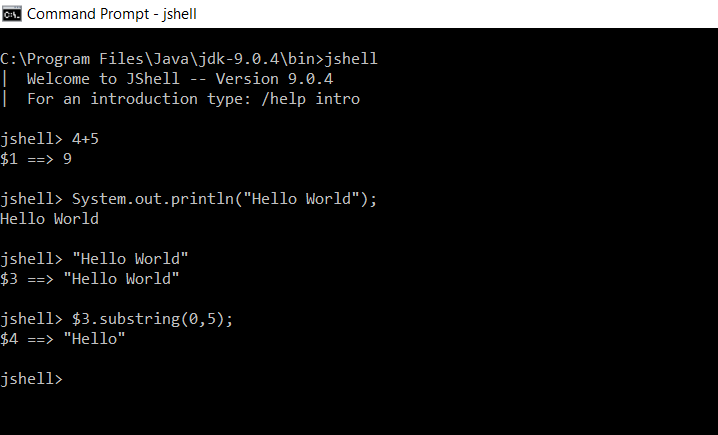 Command Prompt - jshell
C:\Program Files\Java\jdk-9.0.4\bin>jshell
|  Welcome to JShell -- Version 9.0.4
|  For an introduction type: /help intro
jshell> 4+5
$1 ==> 9
jshell> System.out.println("Hello World");
Hello World
jshell> "Hello World"
$3 ==> "Hello World"
jshell> $3.substring(0,5);
$4 ==> "Hello"
jshell>